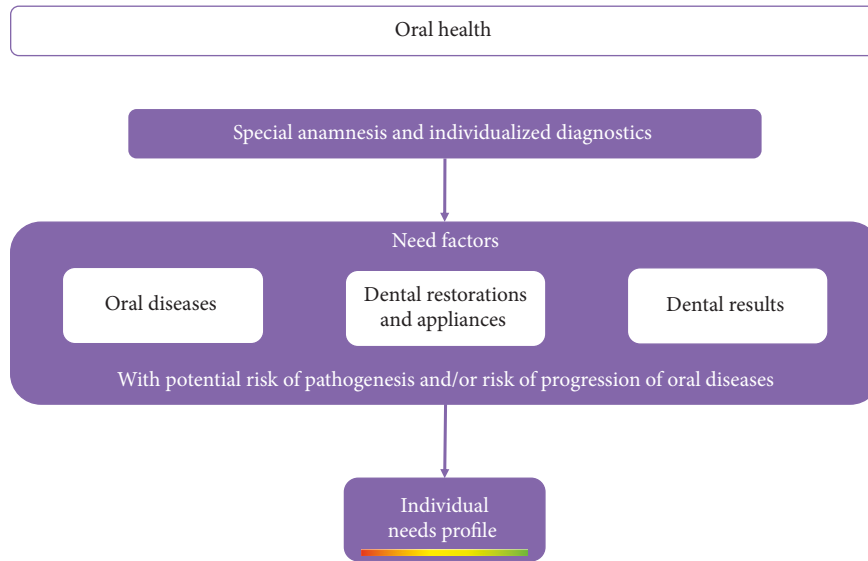 Oral health
Special anamnesis and individualized diagnostics
Need factors
Oral diseases
Dental restorations
and appliances
Dental results
With potential risk of pathogenesis and/or risk of progression of oral diseases
Individual
needs profile